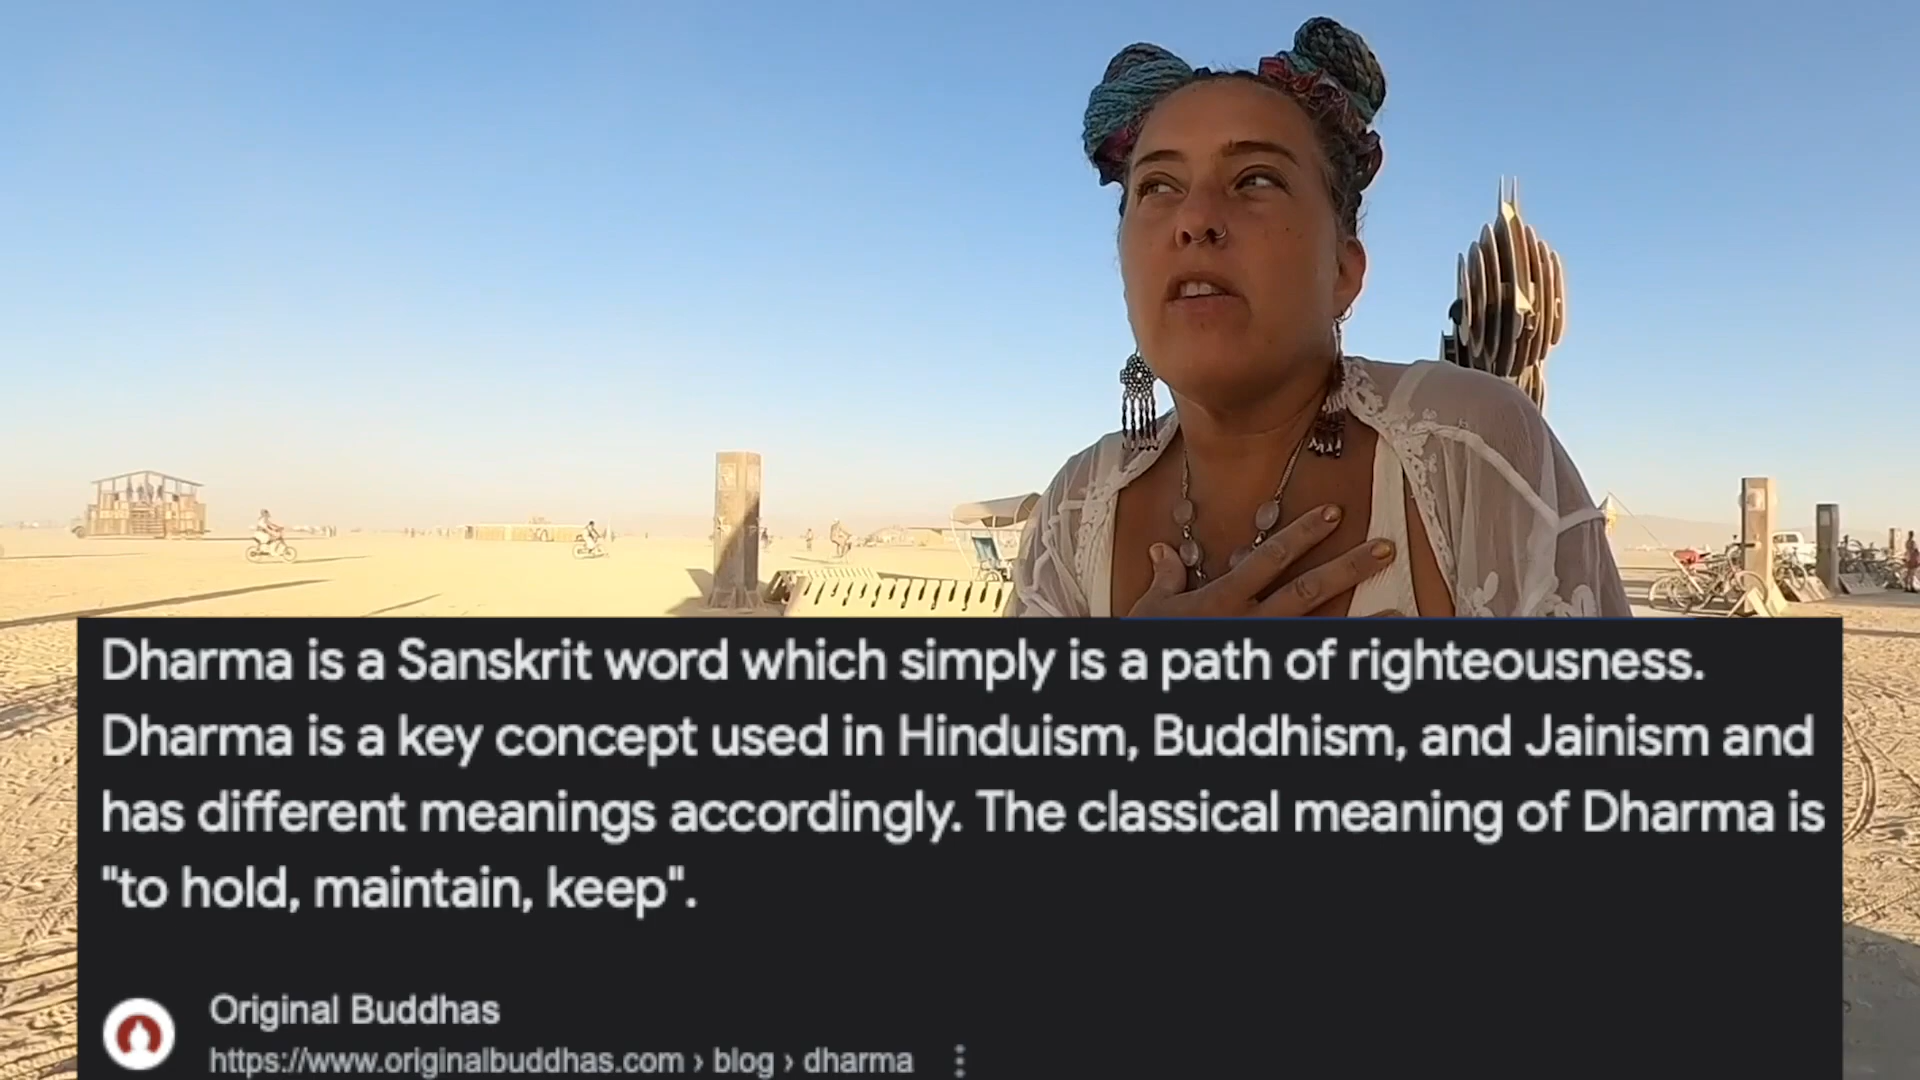 Dharma is a Sanskrit word which simply is a path of righteousness.
Dharma is a key concept used in Hinduism, Buddhism, and Jainism and
has different meanings accordingly. The classical meaning of Dharma is
"to hold, maintain, keep".
Original Buddhas
https://www.originalbuddhas.com › blog › dharma